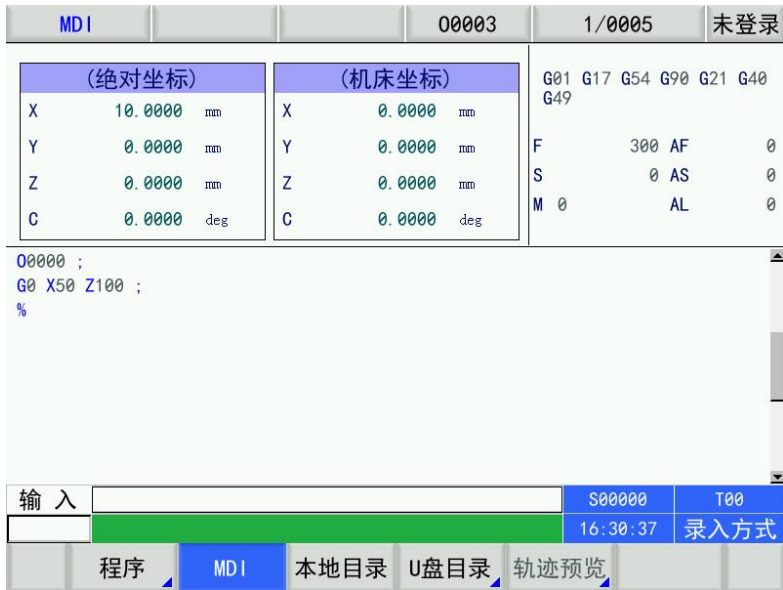 MDI O0003 1/0005 未登录
(绝对坐标) (机床坐标) G01 G17 G54 G90 G21 G40
G49
X 10.0000 mm X 0.0000 mm
Y 0.0000 mm Y 0.0000 mm F 300 AF 0
Z 0.0000 mm Z 0.0000 mm S 0 AS 0
C 0.0000 deg C 0.0000 deg M 0 AL 0
O0000 ;
G0 X50 Z100 ;
%
输 入 S00000 T00
16:30:37 录入方式
程序 MDI 本地目录 U盘目录 轨迹预览